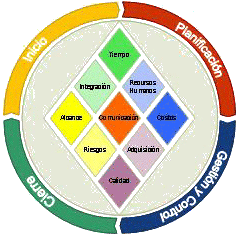 Inicio
Planificación
Tiempo
Integración
Recursos
Humanos
Alcance
Comunicación
Costos
Riesgos
Adquisición
Calidad
Cierre
Gestión y Control